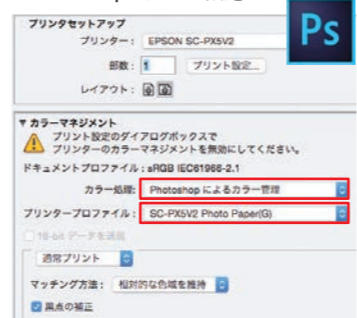 プリンタセットアップ
Ps
プリンター： EPSON SC-PX5V2
部数： 1 プリント設定...
レイアウト：
▼ カラーマネジメント
プリント設定のダイアログボックスで
プリンターのカラーマネジメントを無効にしてください。
ドキュメントプロファイル：sRGB IEC61966-2.1
カラー処理： Photoshop によるカラー管理
プリンタープロファイル： SC-PX5V2 Photo Paper(G)
16-bit データを送信
通常プリント
マッチング方法： 相対的な色域を維持
黒点の補正